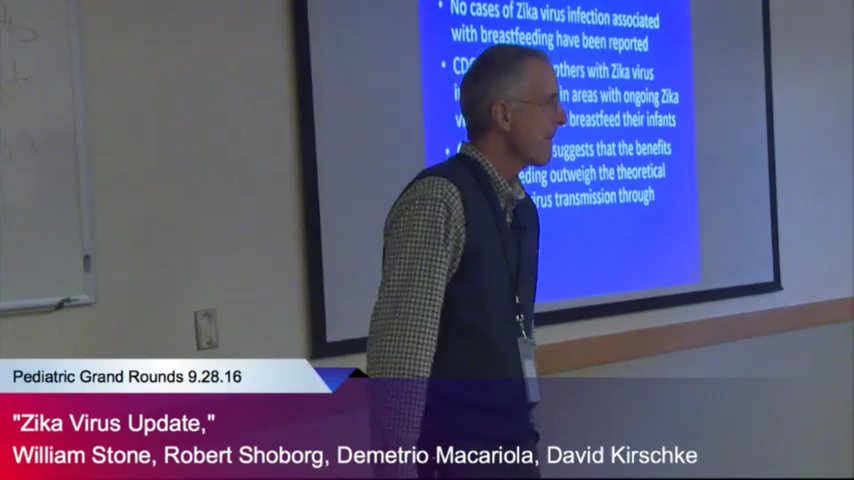 No cases of Zika virus infection associated
with breastfeeding have been reported
others with Zika virus
in areas with ongoing Zika
breastfeed their infants
suggests that the benefits
outweigh the theoretical
transmission through
Pediatric Grand Rounds 9.28.16
"Zika Virus Update,"
William Stone, Robert Shoborg, Demetrio Macariola, David Kirschke